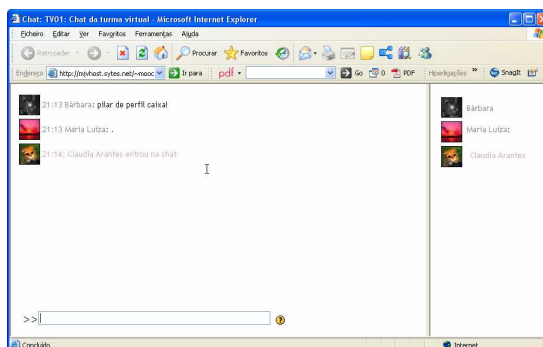 Chat: TV01: Chat da turma virtual - Microsoft Internet Explorer
Ficheiro Editar Ver Favoritos Ferramentas Ajuda
Retroceder Procurar Favoritos
Endereço http://mjvhost.sytes.net/~mooc Ir para pdf Go 0 PDF Hiperligações » SnagIt
21:13 Bárbara: pilar de perfil caixa!
Bárbara
21:13 Maria Luiza: .
Maria Luiza:
21:14: Claudia Arantes entrou na chat
Claudia Arantes
>>
Concluído Internet